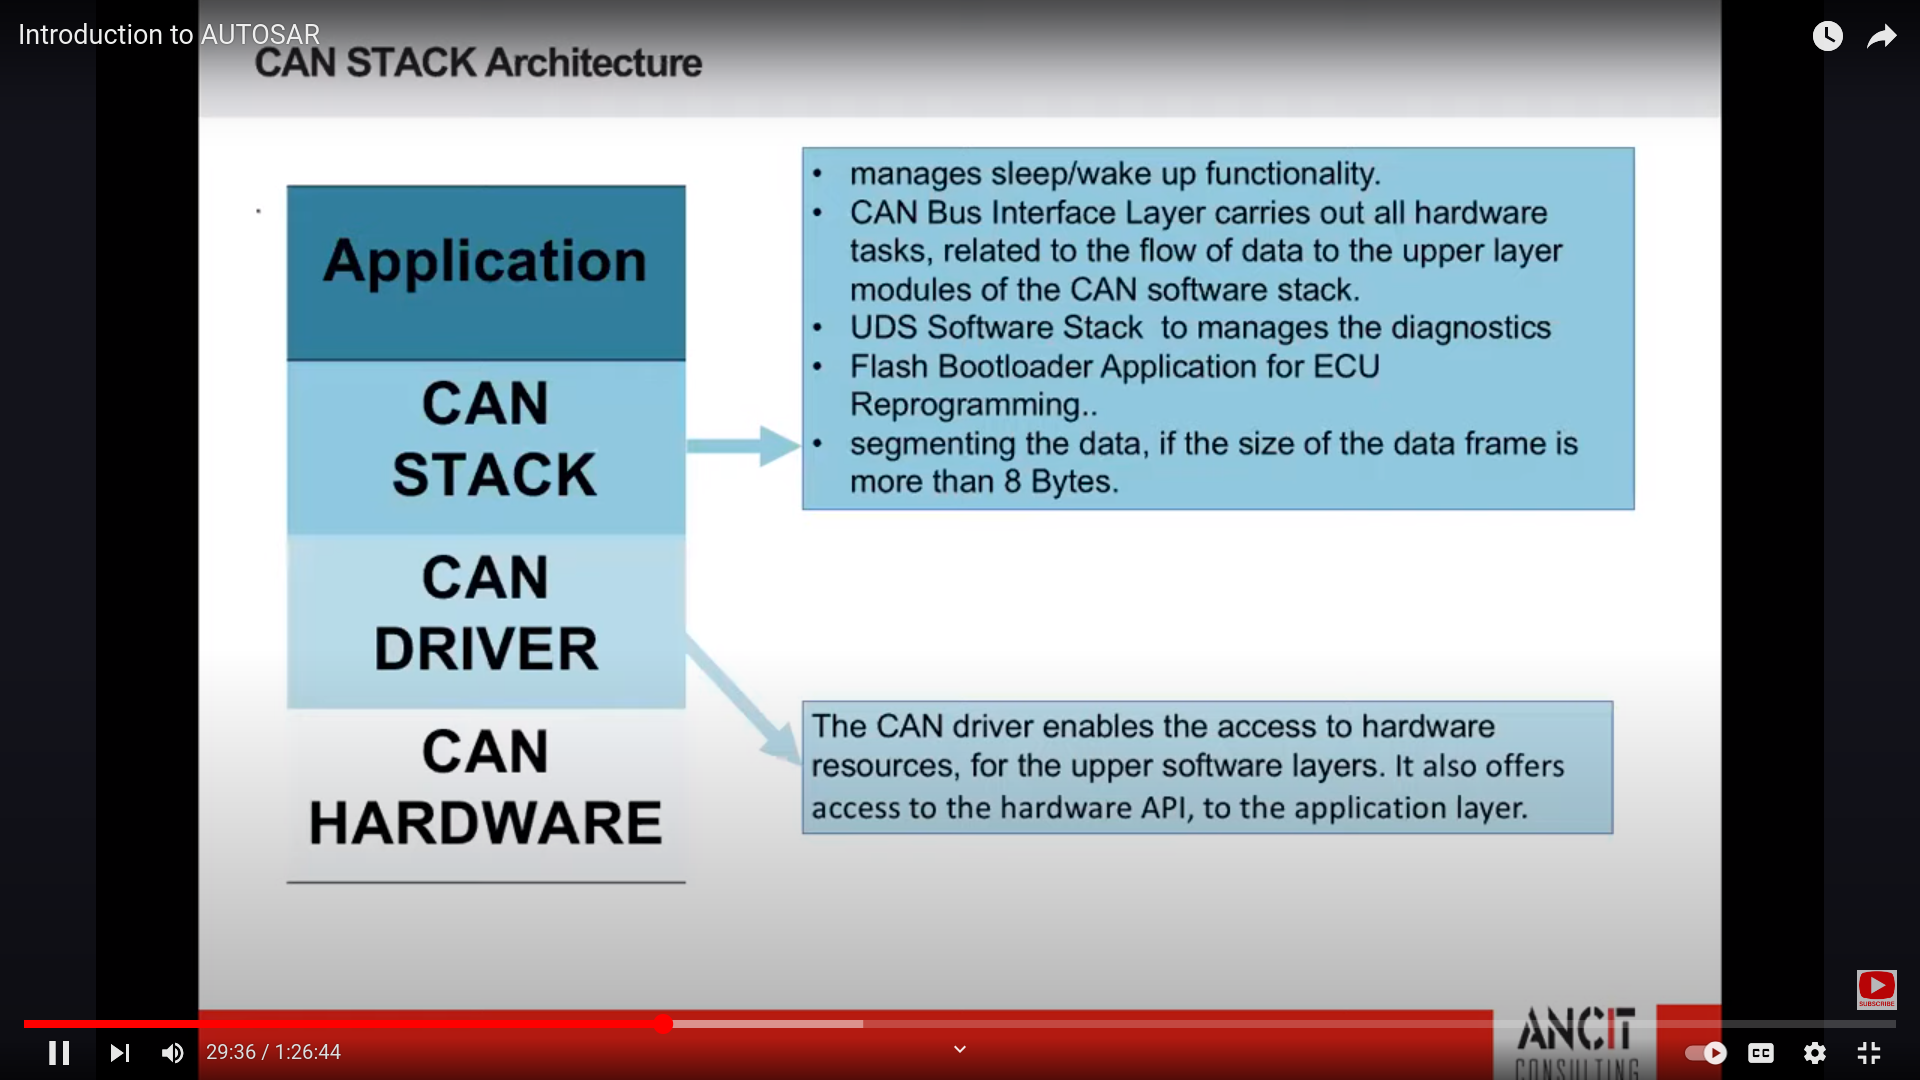 Introduction to AUTOSAR
CAN STACK Architecture
Application
CAN
STACK
CAN
DRIVER
CAN
HARDWARE
• manages sleep/wake up functionality.
• CAN Bus Interface Layer carries out all hardware
tasks, related to the flow of data to the upper layer
modules of the CAN software stack.
• UDS Software Stack to manages the diagnostics
• Flash Bootloader Application for ECU
Reprogramming..
• segmenting the data, if the size of the data frame is
more than 8 Bytes.
The CAN driver enables the access to hardware
resources, for the upper software layers. It also offers
access to the hardware API, to the application layer.
SUBSCRIBE
ANCIT
CONSULTING
29:36 / 1:26:44
CC